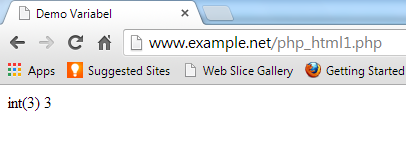 Demo Variabel
www.example.net/php_html1.php
Apps Suggested Sites Web Slice Gallery Getting Started
int(3) 3